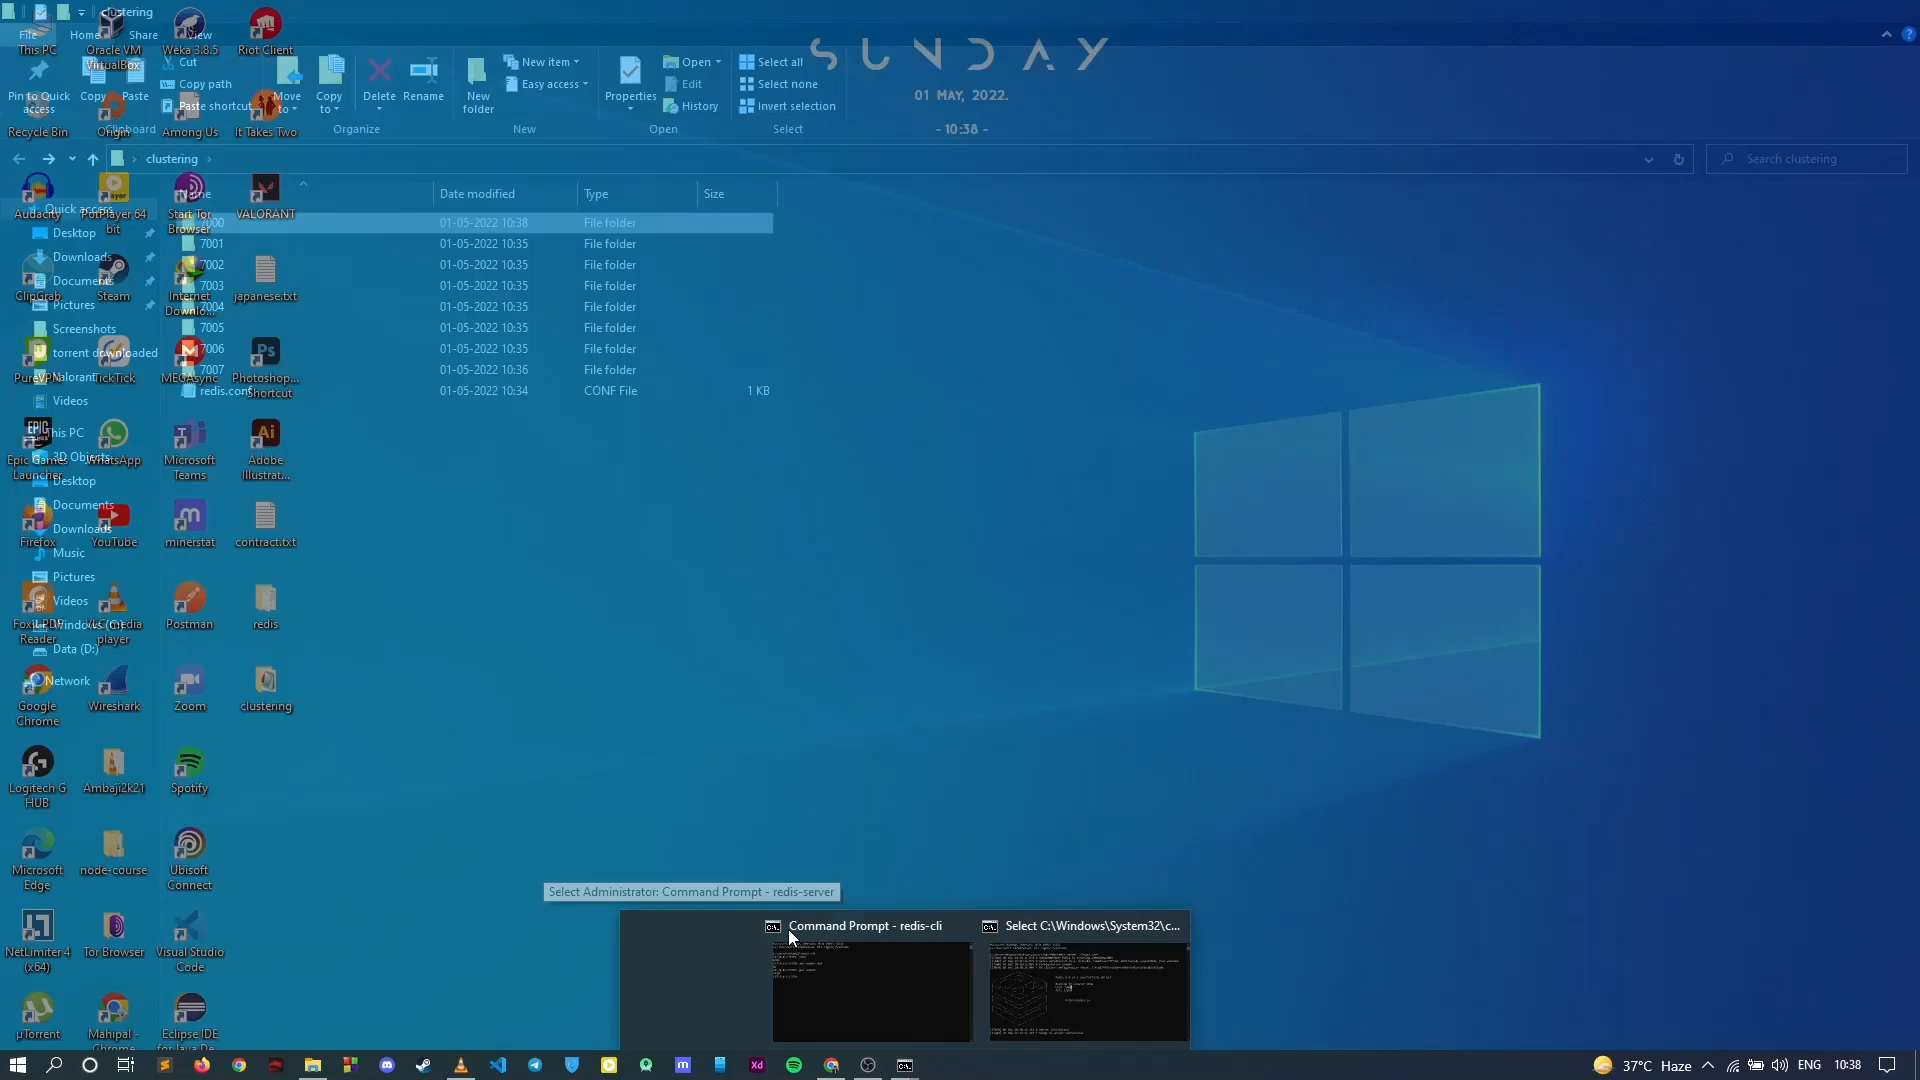 clustering
File
Home
Share
View
Pin to Quick
access
Copy
Paste
Cut
Copy path
Paste shortcut
Clipboard
Move
to
Copy
to
Delete
Rename
Organize
New
folder
New item
Easy access
New
Properties
Open
Edit
History
Open
Select all
Select none
Invert selection
Select
SUNDAY
01 MAY, 2022.
- 10:38 -
clustering
Search clustering
Name
Date modified
Type
Size
7000
01-05-2022 10:38
File folder
7001
01-05-2022 10:35
File folder
7002
01-05-2022 10:35
File folder
7003
01-05-2022 10:35
File folder
7004
01-05-2022 10:35
File folder
7005
01-05-2022 10:35
File folder
7006
01-05-2022 10:35
File folder
7007
01-05-2022 10:36
File folder
redis.conf
01-05-2022 10:34
CONF File
1 KB
Quick access
Desktop
Downloads
Documents
Pictures
Screenshots
torrent downloaded
Valorant
Videos
This PC
3D Objects
Desktop
Documents
Downloads
Music
Pictures
Videos
Windows (C:)
Data (D:)
Network
This PC
Oracle VM
VirtualBox
Weka 3.8.5
Riot Client
Recycle Bin
Origin
Among Us
It Takes Two
Audacity
PotPlayer 64
bit
Start Tor
Browser
VALORANT
ClipGrab
Steam
Internet
Downlo...
japanese.txt
PureVPN
TickTick
MEGAsync
Photoshop...
Shortcut
Epic Games
Launcher
WhatsApp
Microsoft
Teams
Adobe
Illustrat...
Firefox
YouTube
minerstat
contract.txt
Foxit PDF
Reader
VLC media
player
Postman
redis
Google
Chrome
Wireshark
Zoom
clustering
Logitech G
HUB
Ambaji2k21
Spotify
Microsoft
Edge
node-course
Ubisoft
Connect
NetLimiter 4
(x64)
Tor Browser
Visual Studio
Code
µTorrent
Mahipal -
Chrome
Eclipse IDE
for Java De...
Select Administrator: Command Prompt - redis-server
Command Prompt - redis-cli
Select C:\Windows\System32\c...
37°C Haze
ENG
10:38